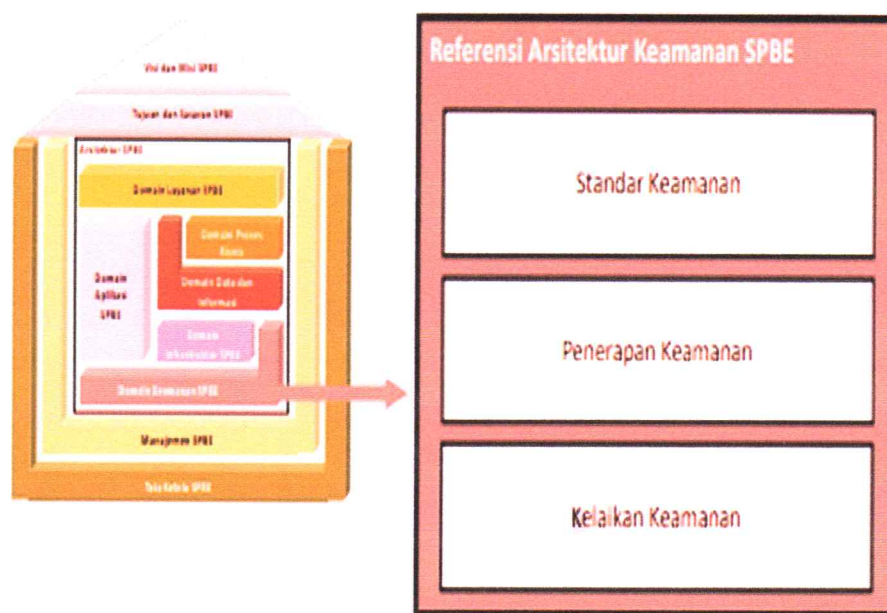 Visi dan Misi SPBE
Tujuan dan Sasaran SPBE
Arsitektur SPBE
Domain Layanan SPBE
Domain Proses
Bisnis
Domain Data dan
Informasi
Domain
Aplikasi
SPBE
Domain
Infrastruktur SPBE
Domain Keamanan SPBE
Manajemen SPBE
Tata Kelola SPBE
Referensi Arsitektur Keamanan SPBE
Standar Keamanan
Penerapan Keamanan
Kelaikan Keamanan